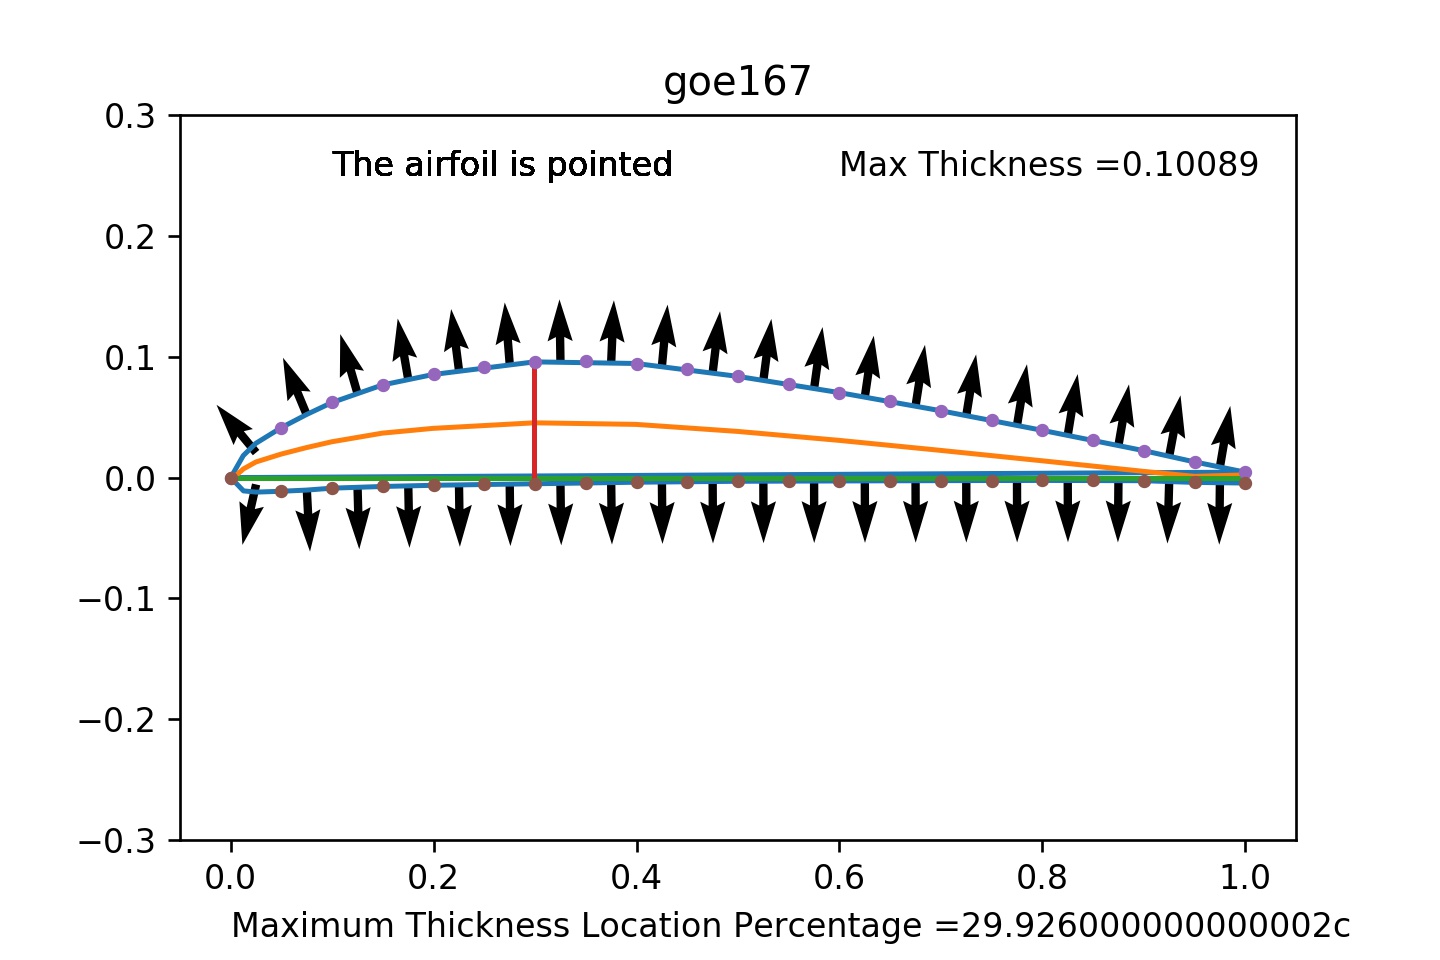 goe167
The airfoil is pointed
Max Thickness =0.10089
0.3
0.2
0.1
0.0
−0.1
−0.2
−0.3
0.0 0.2 0.4 0.6 0.8 1.0
Maximum Thickness Location Percentage =29.926000000000002c